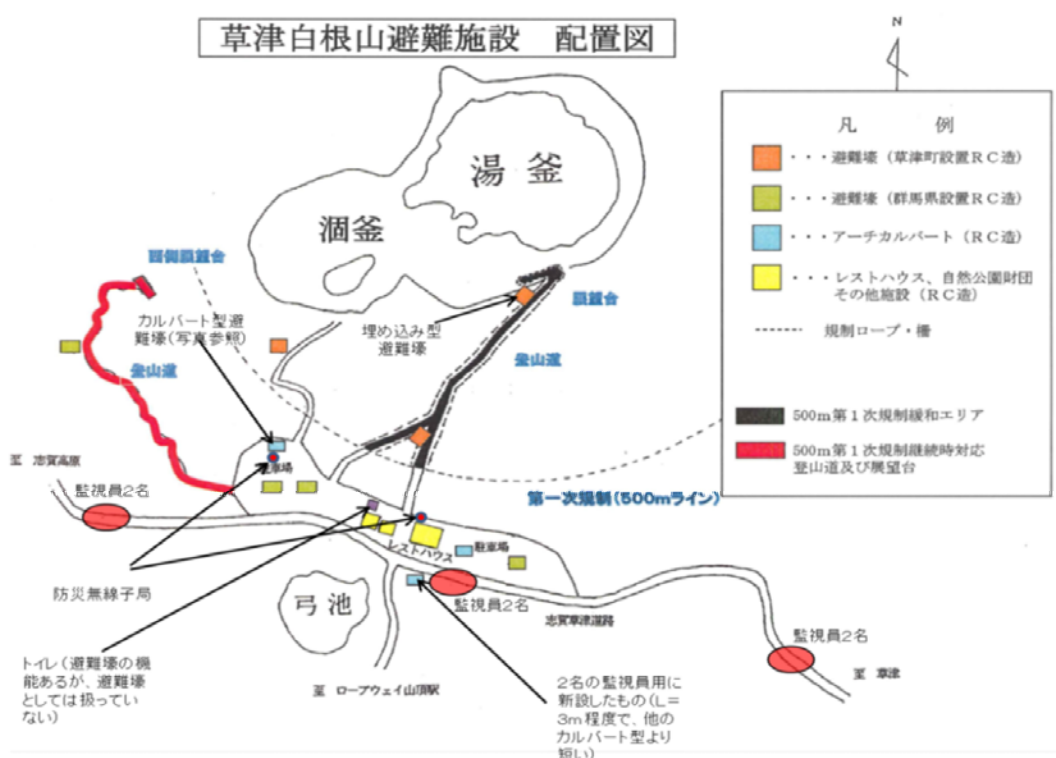 草津白根山避難施設 配置図
N
凡 例
・・・避難壕（草津町設置RC造）
・・・避難壕（群馬県設置RC造）
・・・アーチカルバート（RC造）
・・・レストハウス、自然公園財団
その他施設（RC造）
規制ロープ・柵
500m第1次規制緩和エリア
500m第1次規制継続時対応
登山道及び展望台
湯釜
涸釜
西側展望台
カルバート型避
難壕(写真参照)
登山道
展望台
埋め込み型
避難壕
登山道
至 志賀高原
監視員2名
駐車場
第一次規制(500mライン)
レストハウス
駐車場
防災無線子局
弓池
監視員2名
志賀草津道路
監視員2名
至 草津
トイレ(避難壕の機
能あるが、避難壕
としては扱ってい
ない)
至 ロープウェイ山頂駅
2名の監視員用に
新設したもの(L=
3m程度で、他の
カルバート型より
短い)